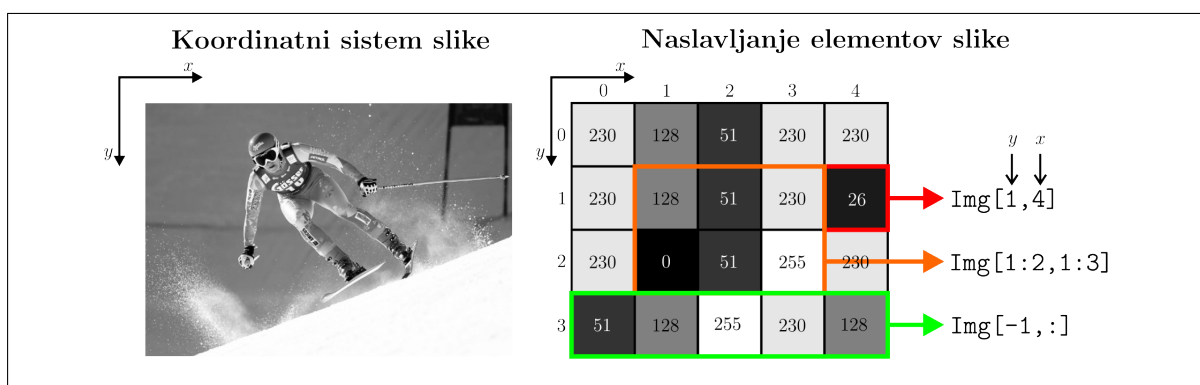 Koordinatni sistem slike
x
y
GÖSSER
Naslavljanje elementov slike
x
y
0 1 2 3 4
0 230 128 51 230 230
y x
1 230 128 51 230 26 Img[1,4]
2 230 0 51 255 230 Img[1:2,1:3]
3 51 128 255 230 128 Img[-1,:]